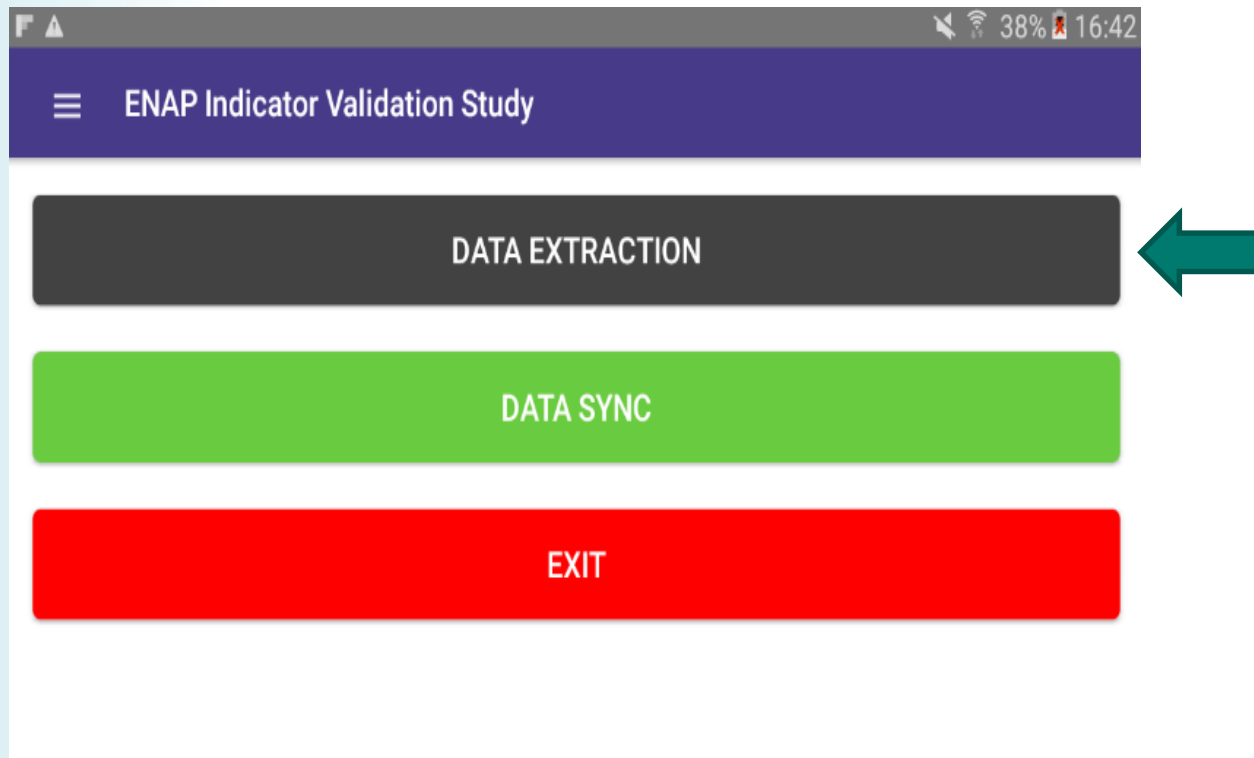 38% 16:42
ENAP Indicator Validation Study
DATA EXTRACTION
DATA SYNC
EXIT